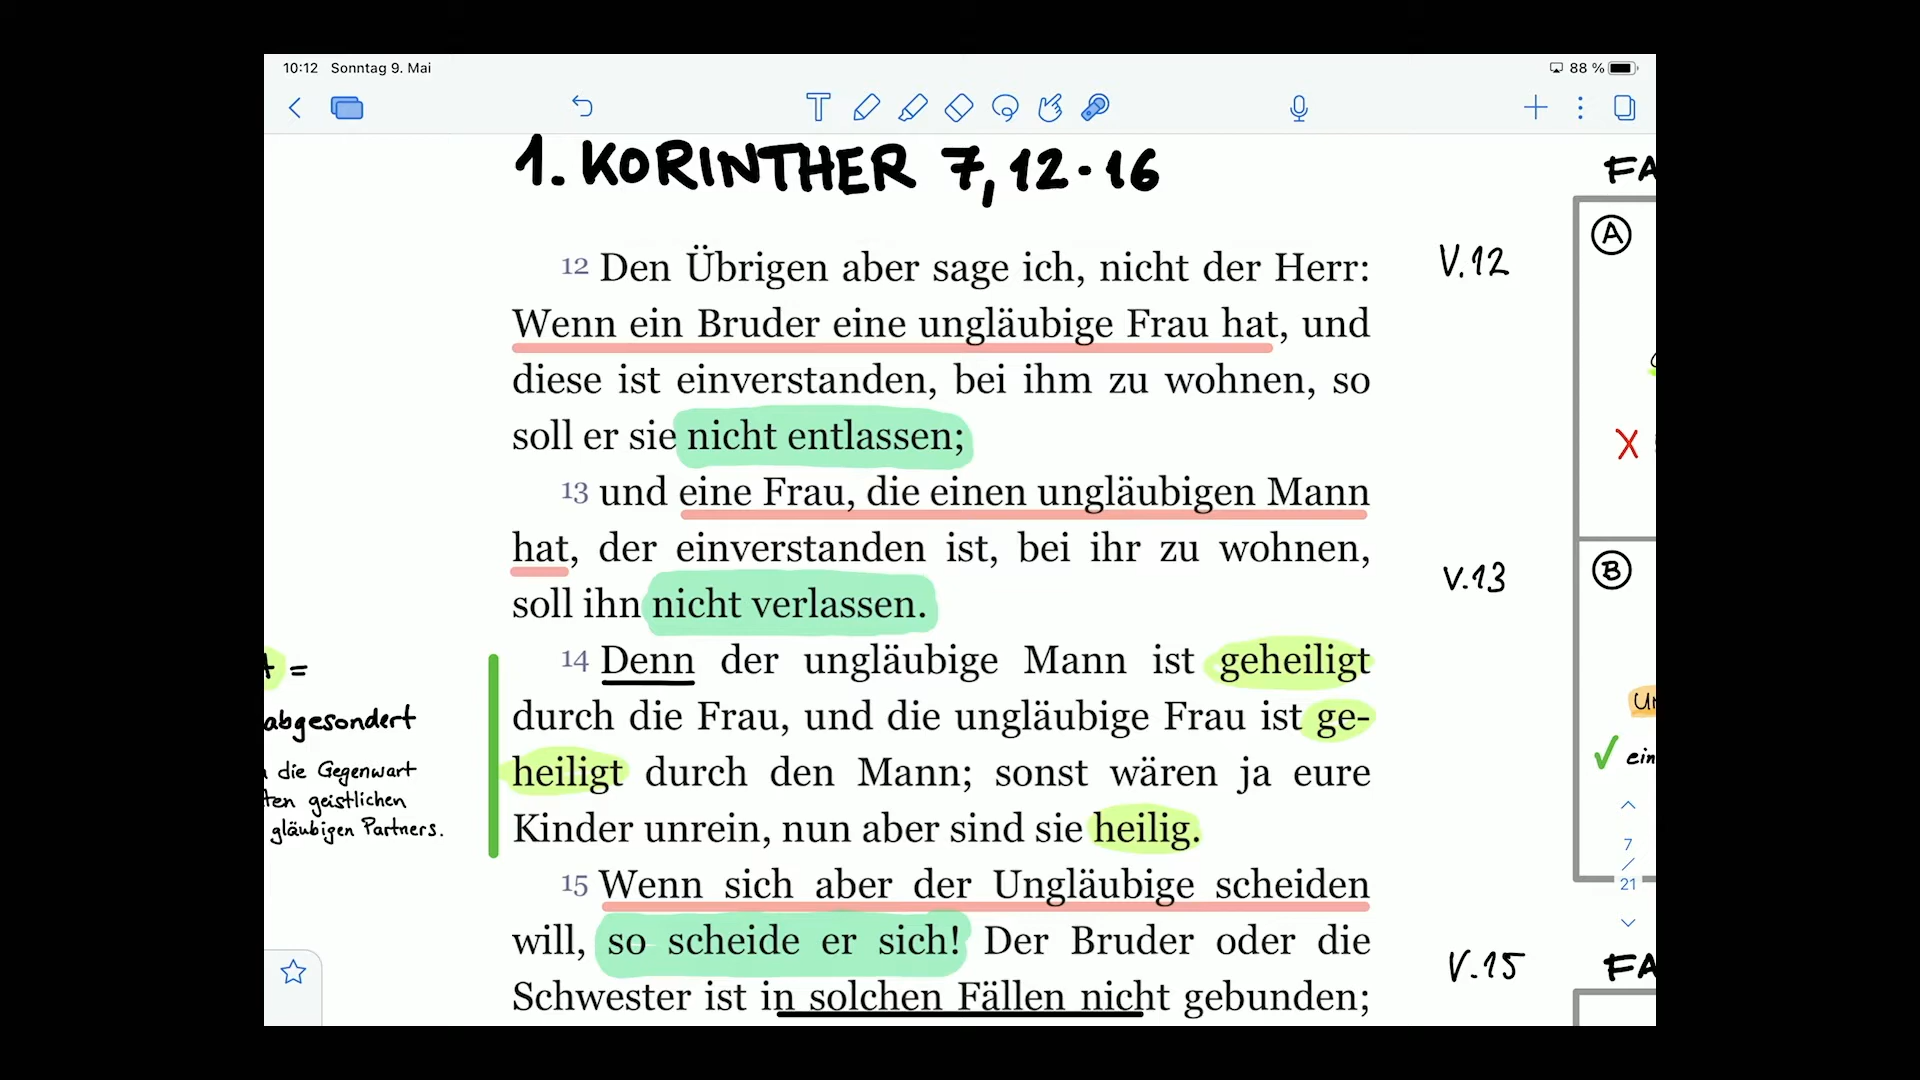 10:12 Sonntag 9. Mai
88 %
1. KORINTHER 7, 12-16
12 Den Übrigen aber sage ich, nicht der Herr:
Wenn ein Bruder eine ungläubige Frau hat, und
diese ist einverstanden, bei ihm zu wohnen, so
soll er sie nicht entlassen;
13 und eine Frau, die einen ungläubigen Mann
hat, der einverstanden ist, bei ihr zu wohnen,
soll ihn nicht verlassen.
14 Denn der ungläubige Mann ist geheiligt
durch die Frau, und die ungläubige Frau ist ge-
heiligt durch den Mann; sonst wären ja eure
Kinder unrein, nun aber sind sie heilig.
15 Wenn sich aber der Ungläubige scheiden
will, so scheide er sich! Der Bruder oder die
Schwester ist in solchen Fällen nicht gebunden;
=
abgesondert
die Gegenwart
geistlichen
gläubigen Partners.
V.12
V.13
V.15
FA
A
X
B
ein
7
/
21
FA